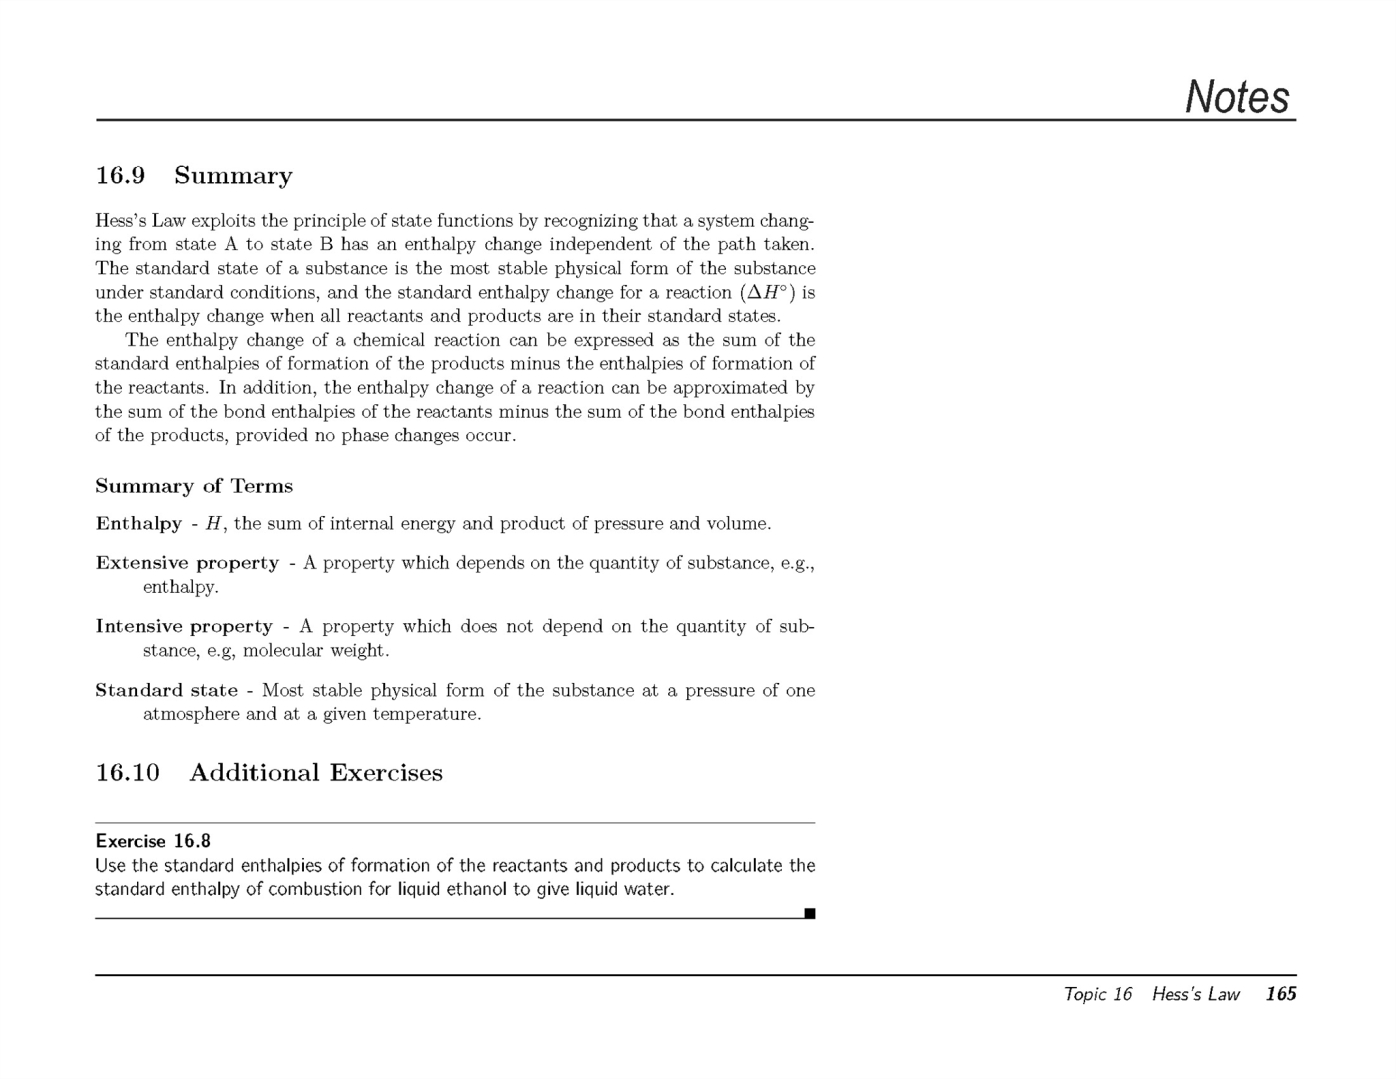 Notes
16.9 Summary
Hess's Law exploits the principle of state functions by recognizing that a system chang-
ing from state A to state B has an enthalpy change independent of the path taken.
The standard state of a substance is the most stable physical form of the substance
under standard conditions, and the standard enthalpy change for a reaction (ΔH°) is
the enthalpy change when all reactants and products are in their standard states.
The enthalpy change of a chemical reaction can be expressed as the sum of the
standard enthalpies of formation of the products minus the enthalpies of formation of
the reactants. In addition, the enthalpy change of a reaction can be approximated by
the sum of the bond enthalpies of the reactants minus the sum of the bond enthalpies
of the products, provided no phase changes occur.
Summary of Terms
Enthalpy - H, the sum of internal energy and product of pressure and volume.
Extensive property - A property which depends on the quantity of substance, e.g.,
enthalpy.
Intensive property - A property which does not depend on the quantity of sub-
stance, e.g, molecular weight.
Standard state - Most stable physical form of the substance at a pressure of one
atmosphere and at a given temperature.
16.10 Additional Exercises
Exercise 16.8
Use the standard enthalpies of formation of the reactants and products to calculate the
standard enthalpy of combustion for liquid ethanol to give liquid water.
Topic 16 Hess's Law 165